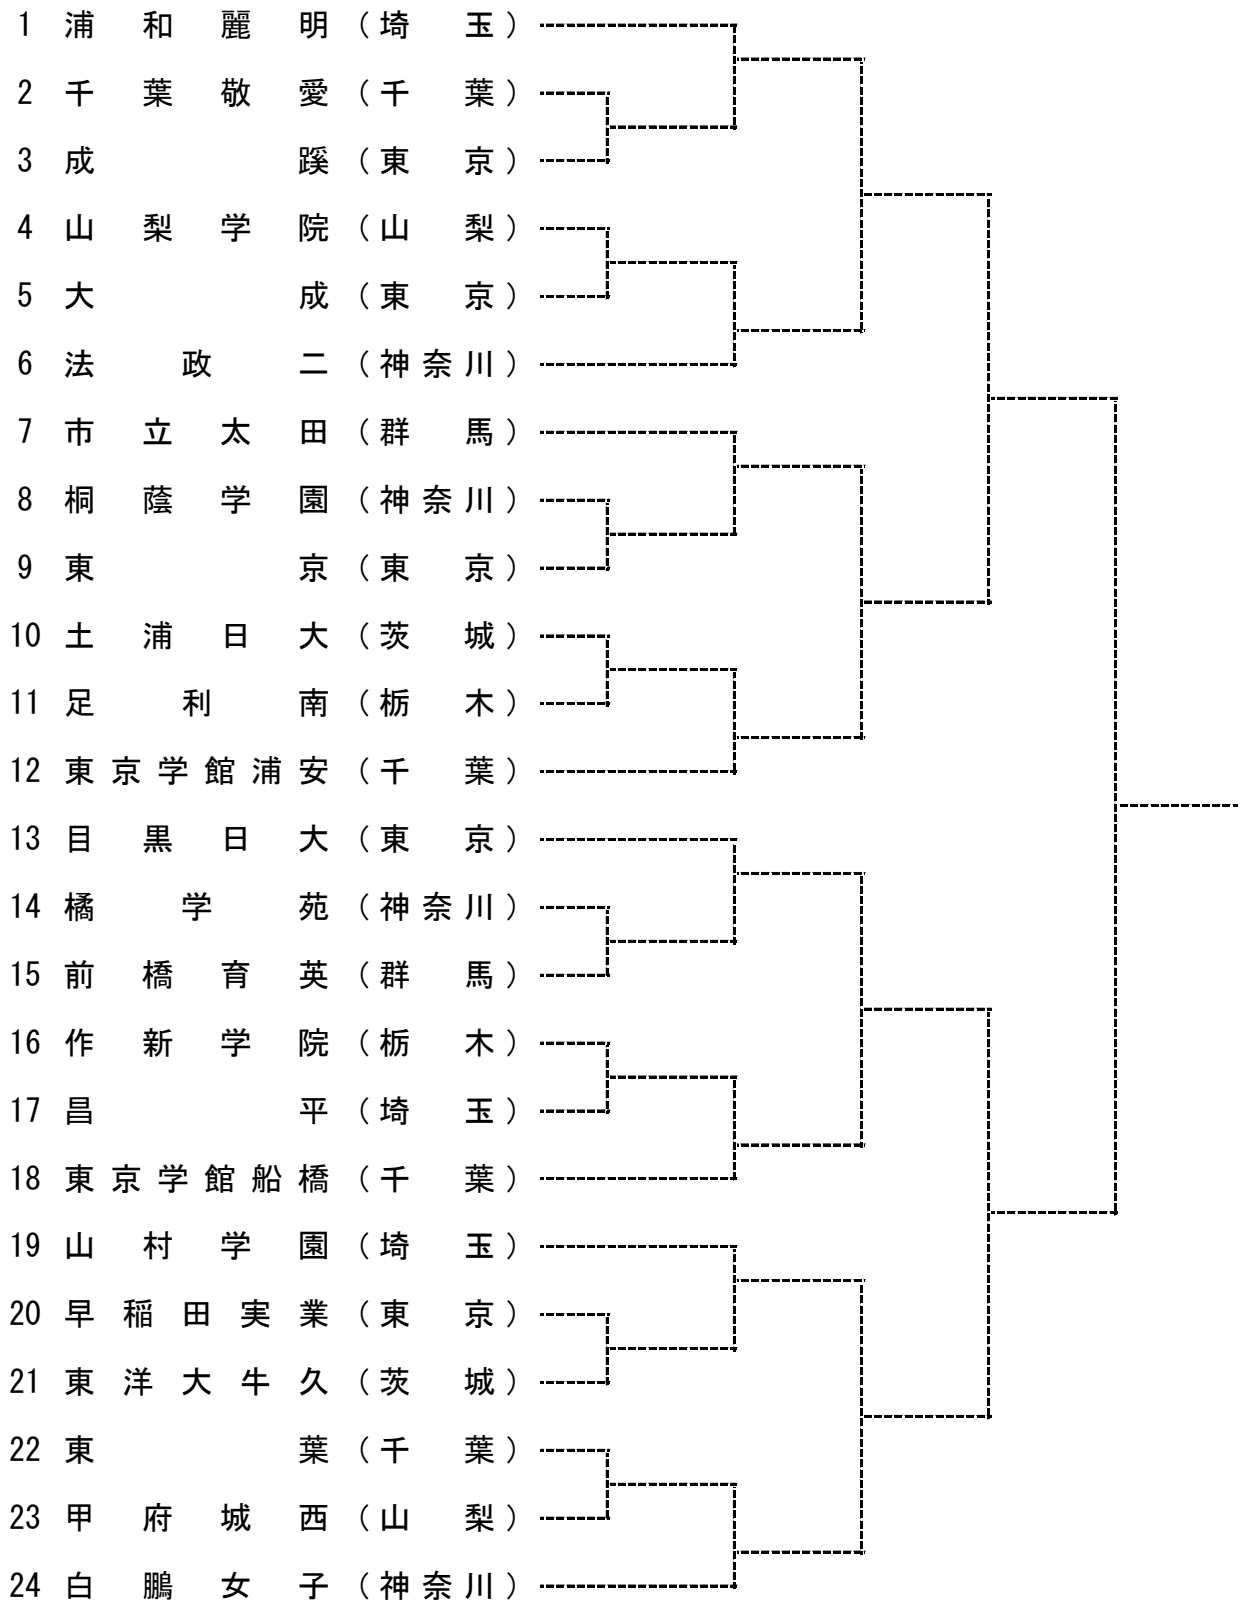 1 浦和麗明（埼玉）
2 千葉敬愛（千葉）
3 成蹊（東京）
4 山梨学院（山梨）
5 大成（東京）
6 法政二（神奈川）
7 市立太田（群馬）
8 桐蔭学園（神奈川）
9 東京（東京）
10 土浦日大（茨城）
11 足利南（栃木）
12 東京学館浦安（千葉）
13 目黒日大（東京）
14 橘学苑（神奈川）
15 前橋育英（群馬）
16 作新学院（栃木）
17 昌平（埼玉）
18 東京学館船橋（千葉）
19 山村学園（埼玉）
20 早稲田実業（東京）
21 東洋大牛久（茨城）
22 東葉（千葉）
23 甲府城西（山梨）
24 白鵬女子（神奈川）